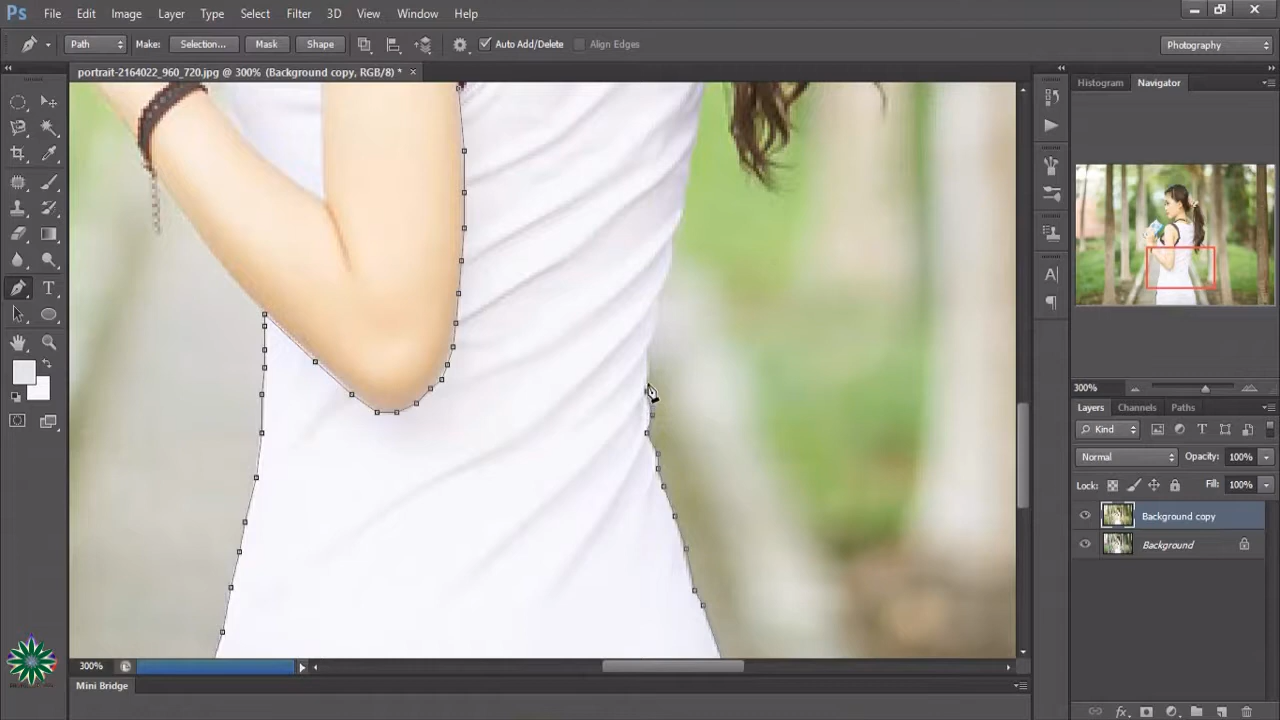 Ps File Edit Image Layer Type Select Filter 3D View Window Help
Path Make: Selection... Mask Shape Auto Add/Delete Align Edges Photography
portrait-2164022_960_720.jpg @ 300% (Background copy, RGB/8) * ×
Histogram Navigator
300%
Layers Channels Paths
Kind
Normal Opacity: 100%
Lock: Fill: 100%
Background copy
Background
300%
Mini Bridge